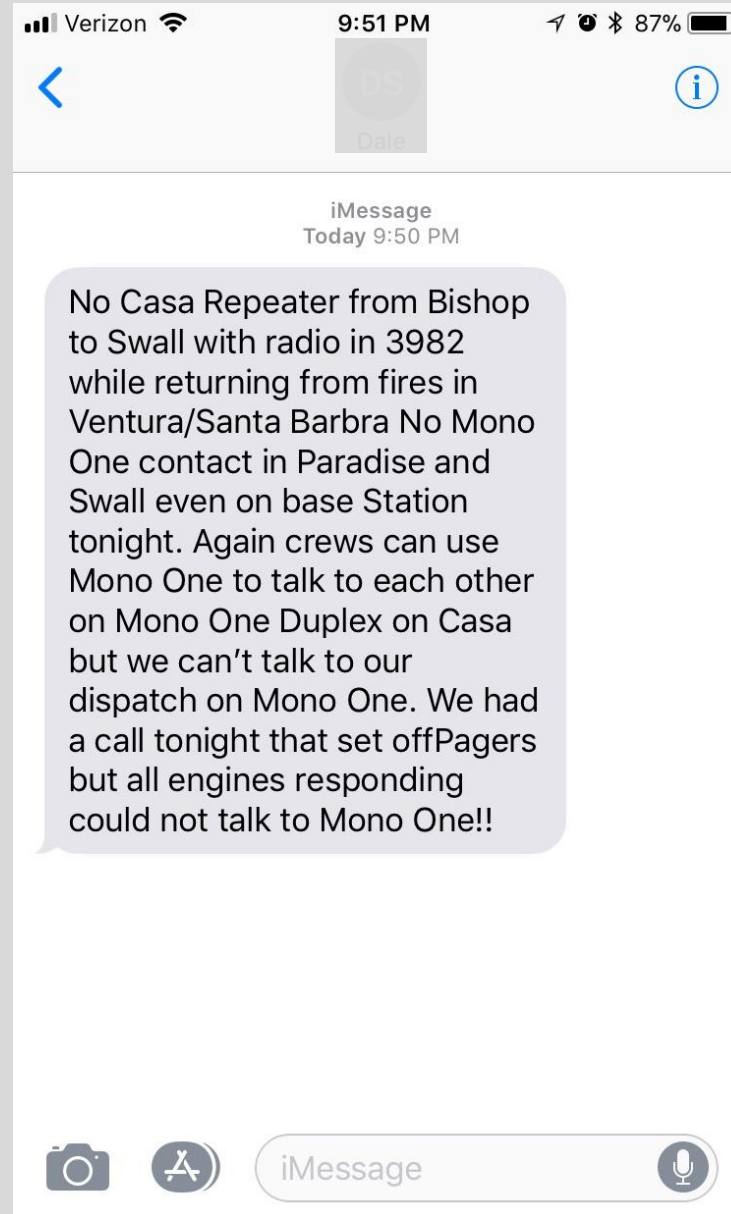 Verizon 9:51 PM 87%
DS
Dale
iMessage
Today 9:50 PM
No Casa Repeater from Bishop
to Swall with radio in 3982
while returning from fires in
Ventura/Santa Barbra No Mono
One contact in Paradise and
Swall even on base Station
tonight. Again crews can use
Mono One to talk to each other
on Mono One Duplex on Casa
but we can’t talk to our
dispatch on Mono One. We had
a call tonight that set offPagers
but all engines responding
could not talk to Mono One!!
iMessage